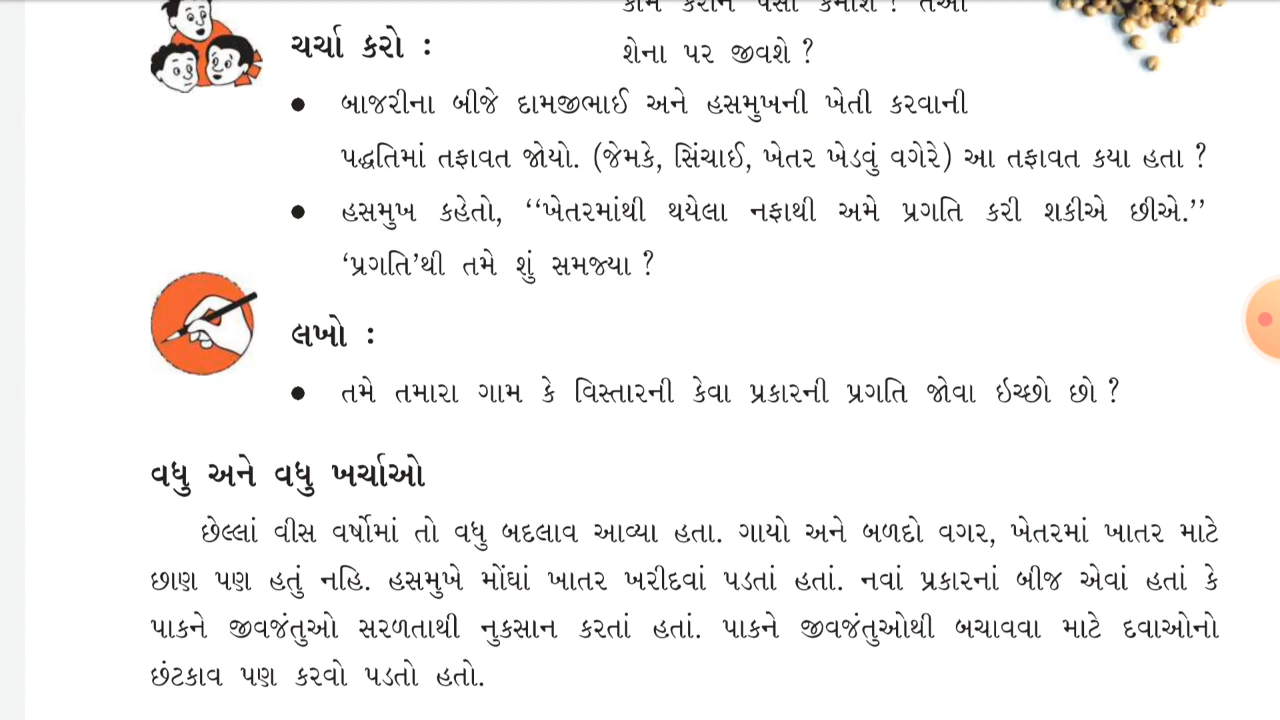 ચર્ચા કરો :
શેના પર જીવશે ?
● બાજરીના બીજે દામજીભાઈ અને હસમુખની ખેતી કરવાની
પદ્ધતિમાં તફાવત જોયો. (જેમકે, સિંચાઈ, ખેતર ખેડવું વગેરે) આ તફાવત કયા હતા ?
● હસમુખ કહેતો, ‘‘ખેતરમાંથી થયેલા નફાથી અમે પ્રગતિ કરી શકીએ છીએ.’’
‘પ્રગતિ’થી તમે શું સમજ્યા ?
લખો :
● તમે તમારા ગામ કે વિસ્તારની કેવા પ્રકારની પ્રગતિ જોવા ઇચ્છો છો ?
વધુ અને વધુ ખર્ચાઓ
છેલ્લાં વીસ વર્ષોમાં તો વધુ બદલાવ આવ્યા હતા. ગાયો અને બળદો વગર, ખેતરમાં ખાતર માટે
છાણ પણ હતું નહિ. હસમુખે મોંઘાં ખાતર ખરીદવાં પડતાં હતાં. નવાં પ્રકારનાં બીજ એવાં હતાં કે
પાકને જીવજંતુઓ સરળતાથી નુકસાન કરતાં હતાં. પાકને જીવજંતુઓથી બચાવવા માટે દવાઓનો
છંટકાવ પણ કરવો પડતો હતો.